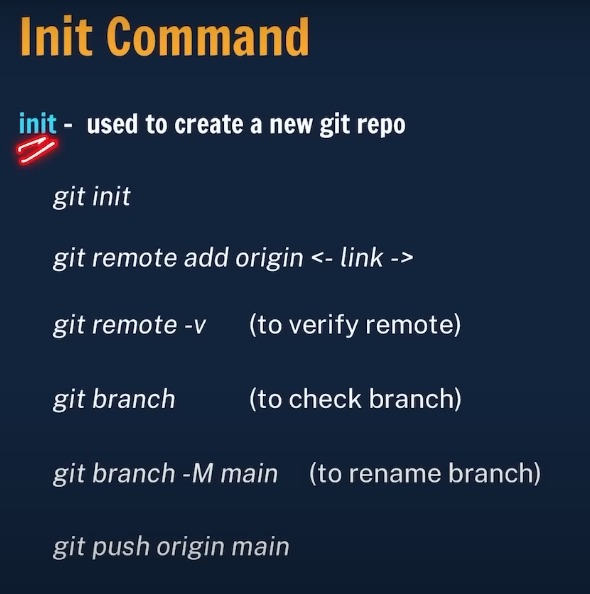 Init Command
init - used to create a new git repo
git init
git remote add origin <- link ->
git remote -v (to verify remote)
git branch (to check branch)
git branch -M main (to rename branch)
git push origin main